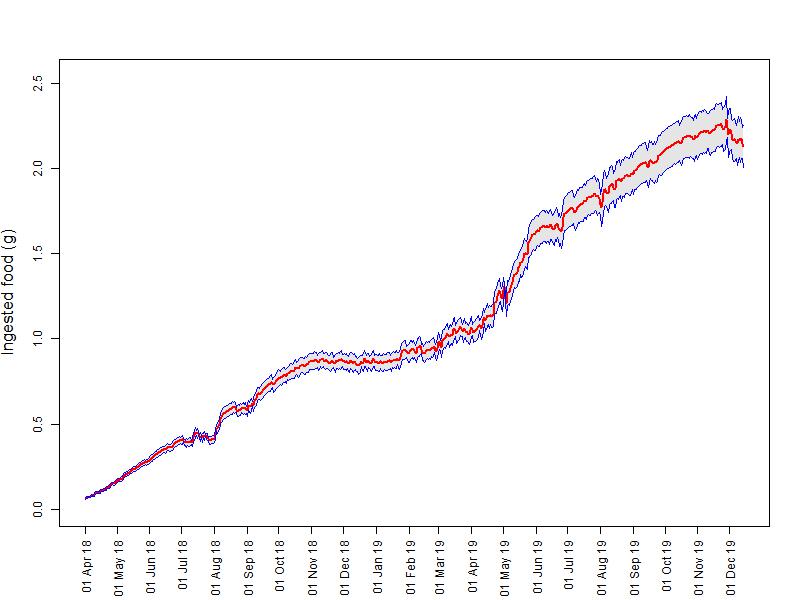 Ingested food (g)
2.5
2.0
1.5
1.0
0.5
0.0
01 Apr 18
01 May 18
01 Jun 18
01 Jul 18
01 Aug 18
01 Sep 18
01 Oct 18
01 Nov 18
01 Dec 18
01 Jan 19
01 Feb 19
01 Mar 19
01 Apr 19
01 May 19
01 Jun 19
01 Jul 19
01 Aug 19
01 Sep 19
01 Oct 19
01 Nov 19
01 Dec 19